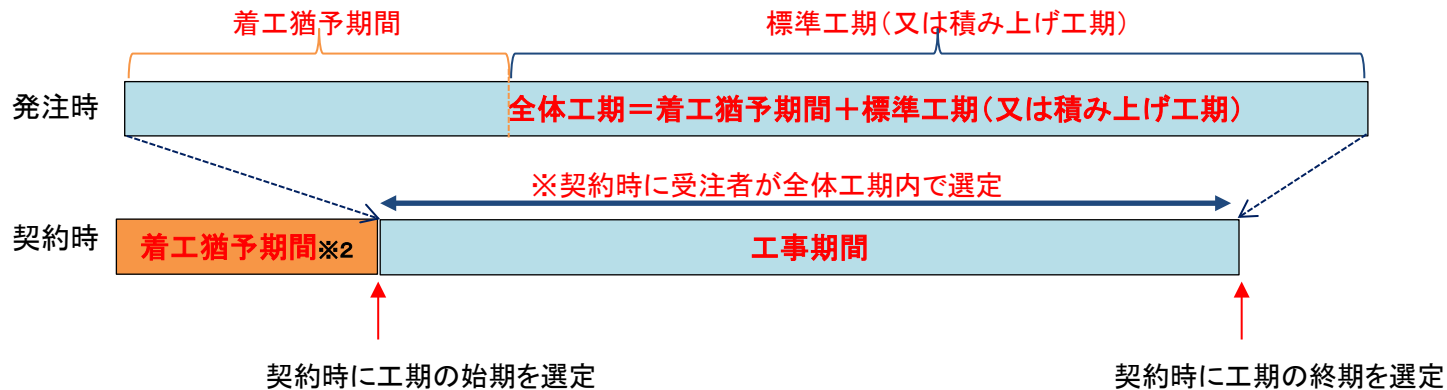 着工猶予期間
標準工期(又は積み上げ工期)
発注時
全体工期＝着工猶予期間＋標準工期(又は積み上げ工期)
※契約時に受注者が全体工期内で選定
契約時
着工猶予期間※2
工事期間
契約時に工期の始期を選定
契約時に工期の終期を選定